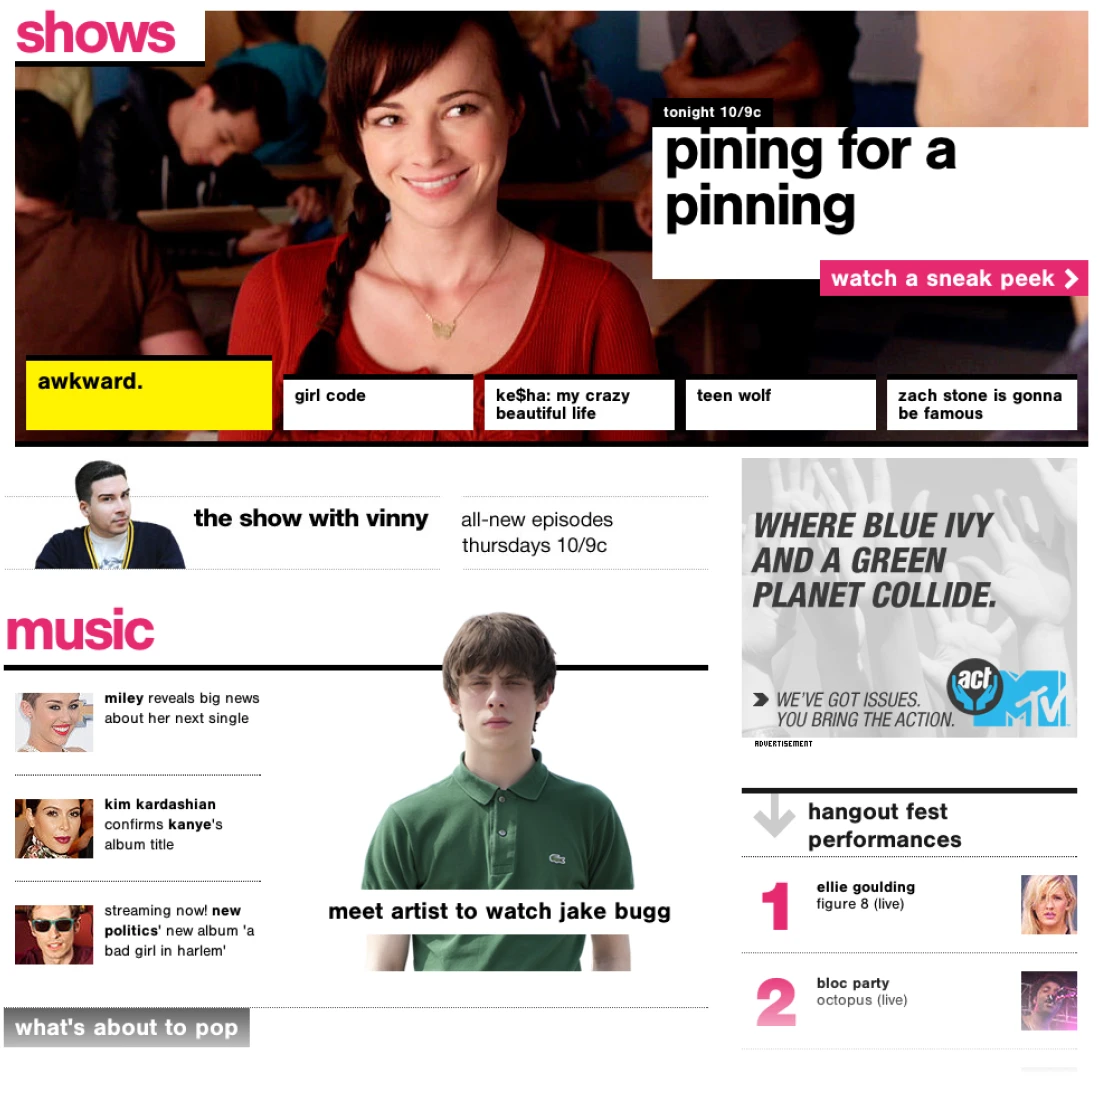 shows
tonight 10/9c
pining for a
pinning
watch a sneak peek
awkward.
girl code
ke$ha: my crazy
beautiful life
teen wolf
zach stone is gonna
be famous
the show with vinny
all-new episodes
thursdays 10/9c
music
miley reveals big news
about her next single
kim kardashian
confirms kanye's
album title
streaming now! new
politics' new album 'a
bad girl in harlem'
meet artist to watch jake bugg
what's about to pop
WHERE BLUE IVY
AND A GREEN
PLANET COLLIDE.
WE'VE GOT ISSUES.
YOU BRING THE ACTION.
act
MTV
ADVERTISEMENT
hangout fest
performances
1
ellie goulding
figure 8 (live)
2
bloc party
octopus (live)